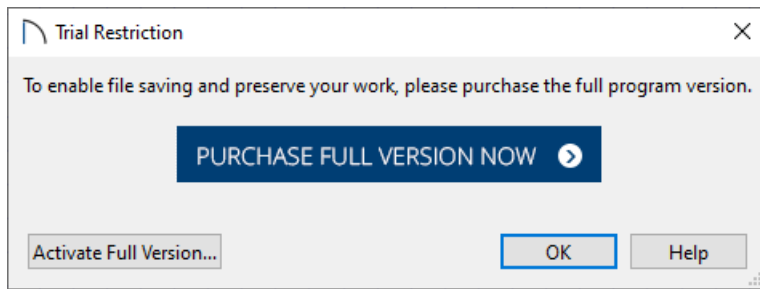 Trial Restriction
To enable file saving and preserve your work, please purchase the full program version.
PURCHASE FULL VERSION NOW
Activate Full Version...
OK
Help